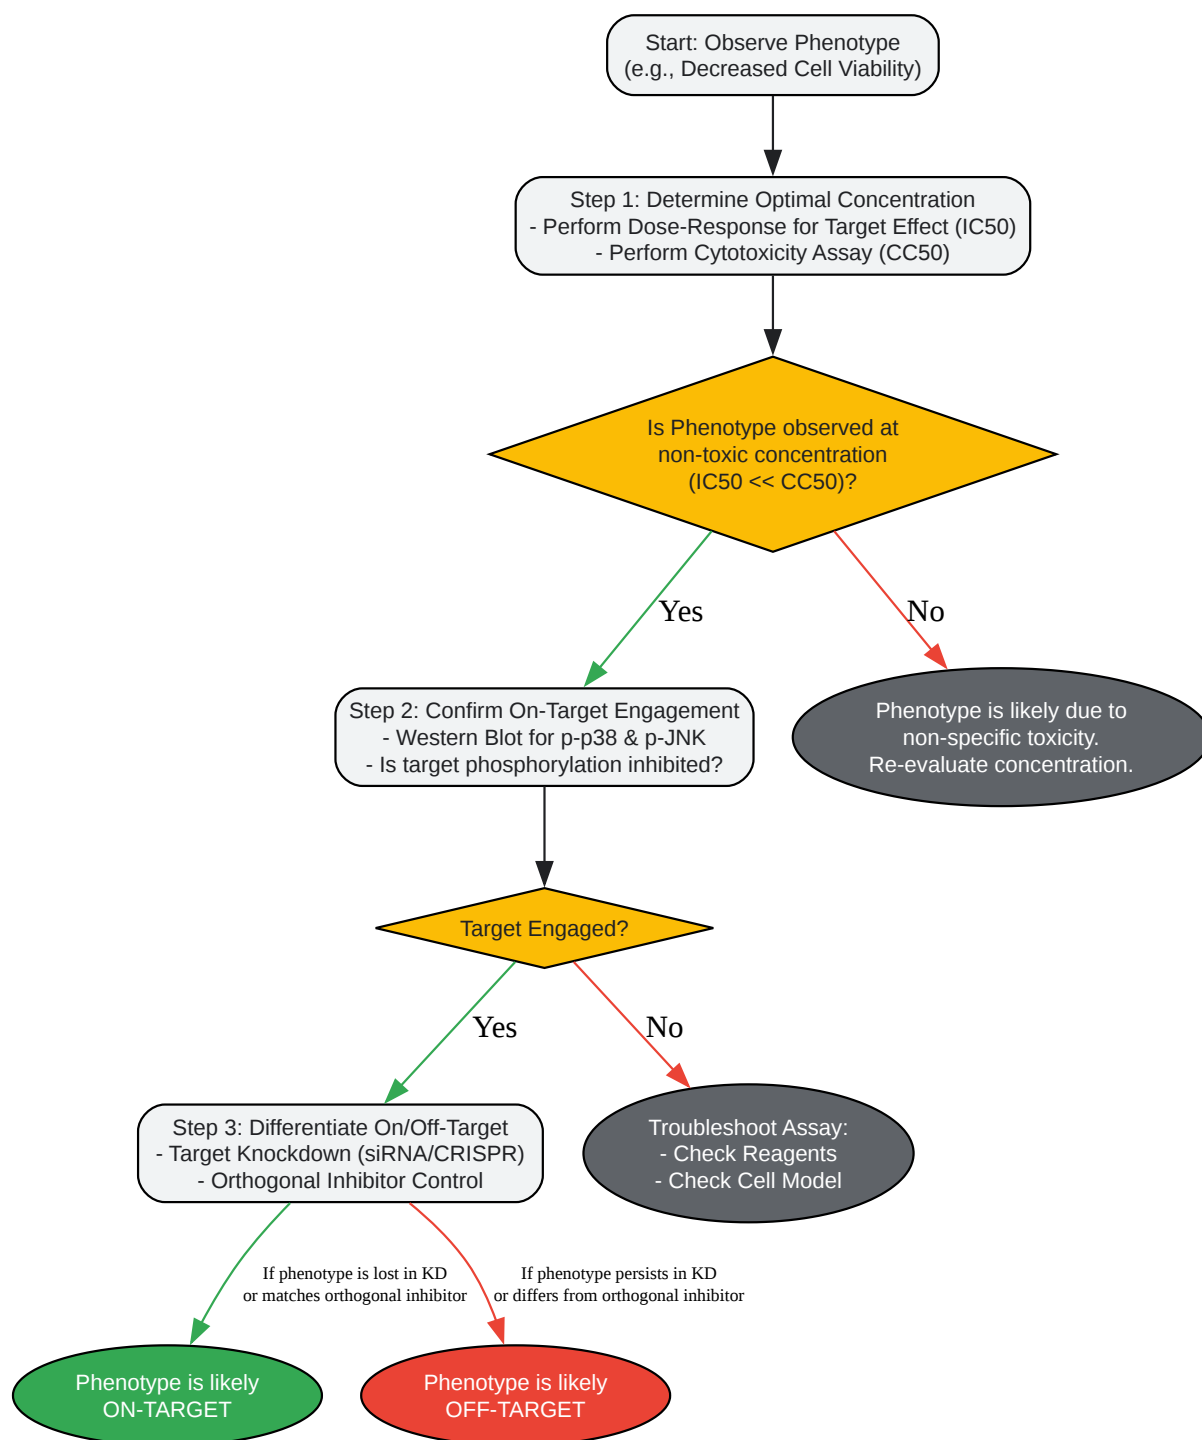 Start: Observe Phenotype
(e.g., Decreased Cell Viability)
Step 1: Determine Optimal Concentration
- Perform Dose-Response for Target Effect (IC50)
- Perform Cytotoxicity Assay (CC50)
Is Phenotype observed at
non-toxic concentration
(IC50 << CC50)?
Yes
No
Step 2: Confirm On-Target Engagement
- Western Blot for p-p38 & p-JNK
- Is target phosphorylation inhibited?
Phenotype is likely due to
non-specific toxicity.
Re-evaluate concentration.
Target Engaged?
Yes
No
Step 3: Differentiate On/Off-Target
- Target Knockdown (siRNA/CRISPR)
- Orthogonal Inhibitor Control
Troubleshoot Assay:
- Check Reagents
- Check Cell Model
If phenotype is lost in KD
or matches orthogonal inhibitor
If phenotype persists in KD
or differs from orthogonal inhibitor
Phenotype is likely
ON-TARGET
Phenotype is likely
OFF-TARGET